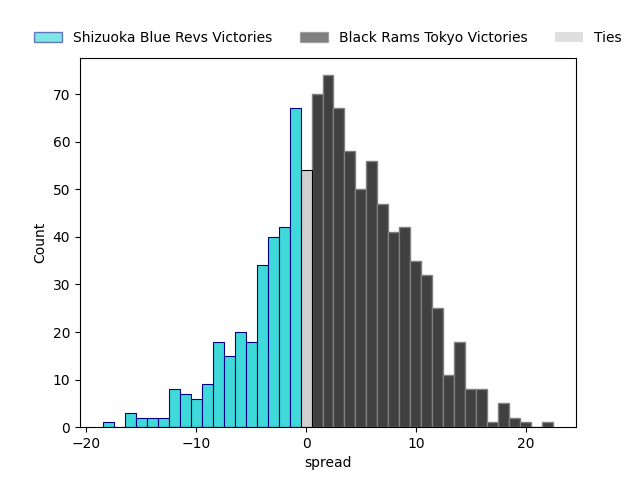 Shizuoka Blue Revs Victories Black Rams Tokyo Victories Ties
70
60
50
40
30
20
10
0
Count
−20 −10 0 10 20
spread